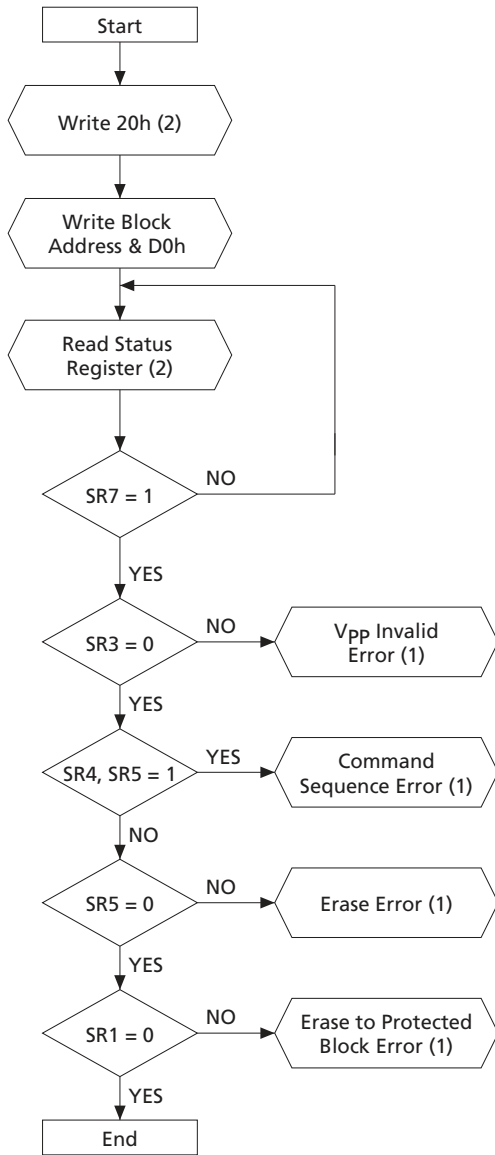 Start
Write 20h (2)
Write Block
Address & D0h
Read Status
Register (2)
NO
SR7 = 1
YES
NO
SR3 = 0
VPP Invalid
Error (1)
YES
YES
SR4, SR5 = 1
Command
Sequence Error (1)
NO
NO
SR5 = 0
Erase Error (1)
YES
NO
SR1 = 0
Erase to Protected
Block Error (1)
YES
End